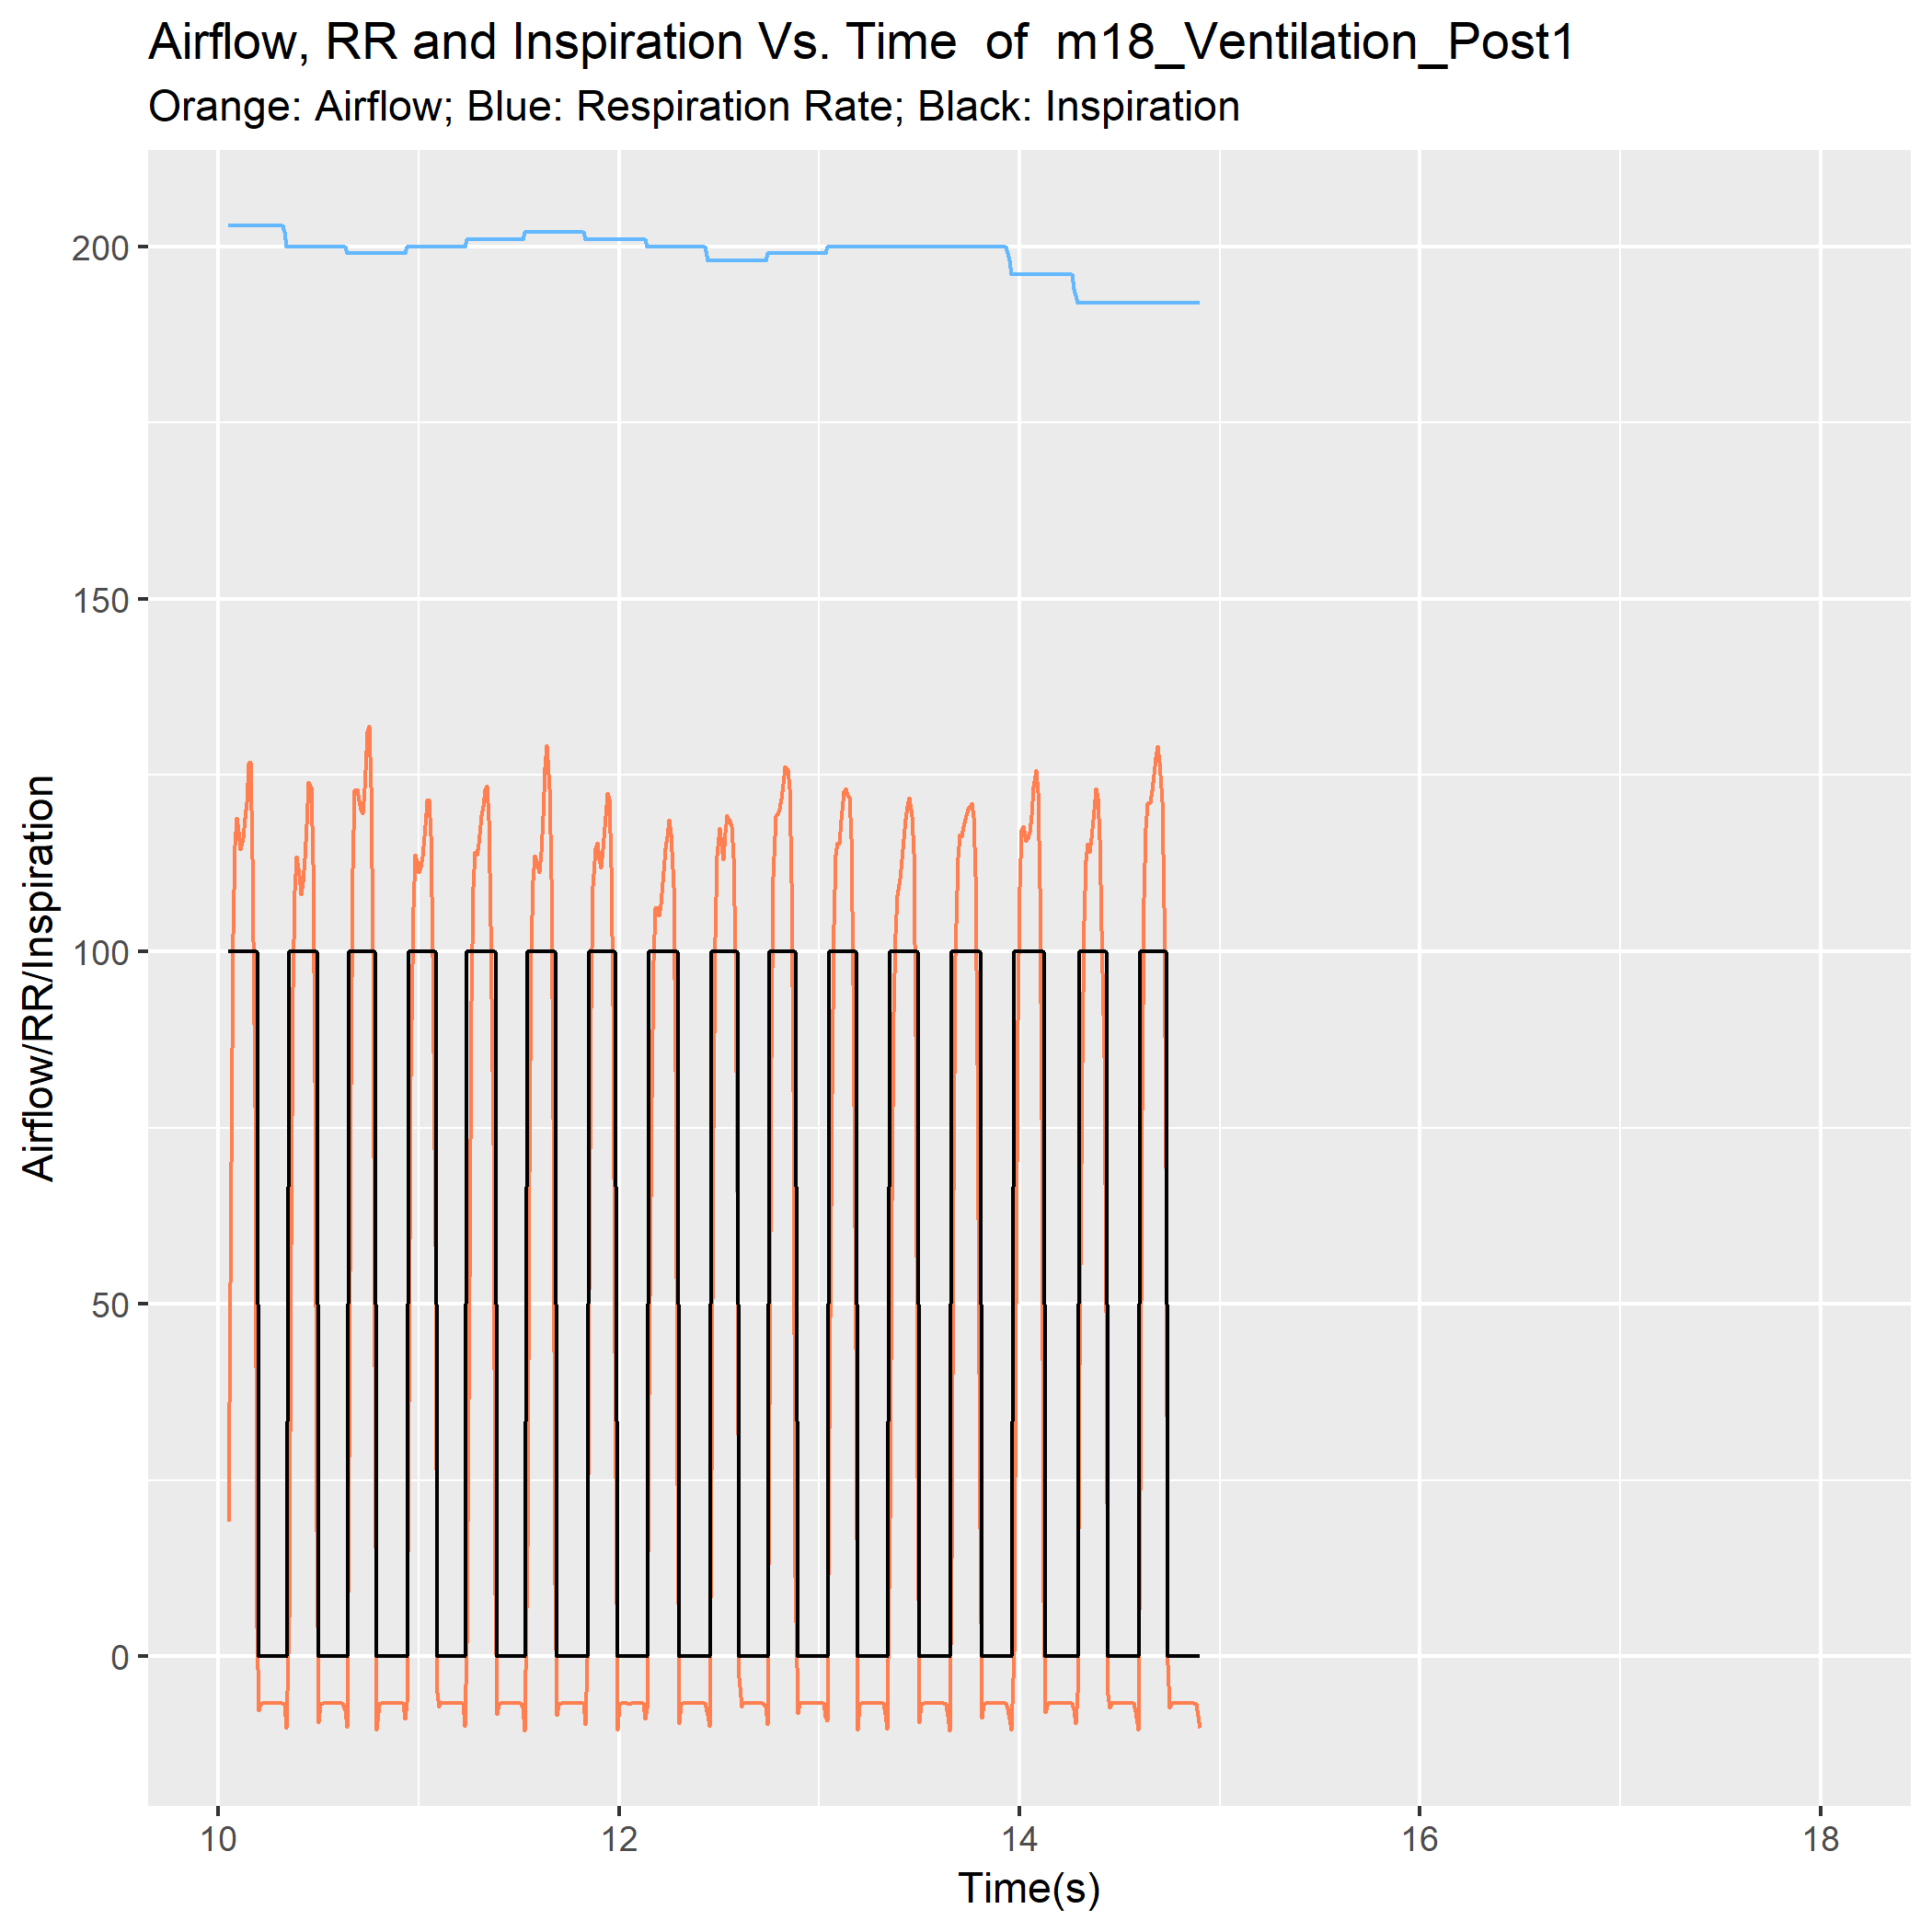 Airflow, RR and Inspiration Vs. Time  of  m18_Ventilation_Post1
Orange: Airflow; Blue: Respiration Rate; Black: Inspiration
200
150
100
50
0
Airflow/RR/Inspiration
10 12 14 16 18
Time(s)